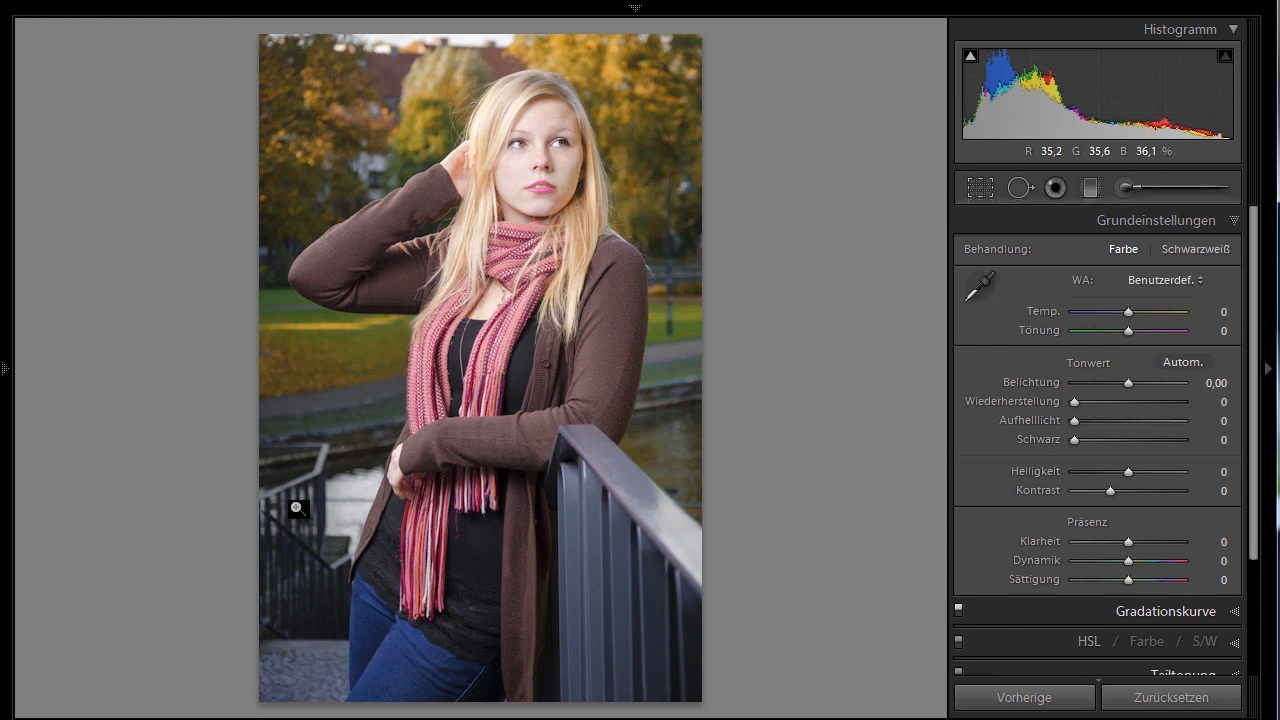 Histogramm
R 35,2 G 35,6 B 36,1 %
Grundeinstellungen
Behandlung: Farbe Schwarzweiß
WA: Benutzerdef.
Temp. 0
Tönung 0
Tonwert Autom.
Belichtung 0,00
Wiederherstellung 0
Aufhelllicht 0
Schwarz 0
Helligkeit 0
Kontrast 0
Präsenz
Klarheit 0
Dynamik 0
Sättigung 0
Gradationskurve
HSL / Farbe / S/W
Teiltonung
Vorherige Zurücksetzen